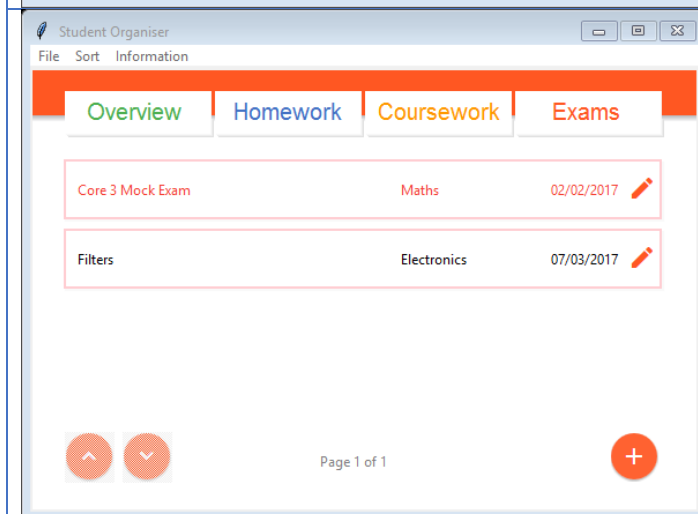 Student Organiser
File Sort Information
Overview Homework Coursework Exams
Core 3 Mock Exam Maths 02/02/2017
Filters Electronics 07/03/2017
Page 1 of 1